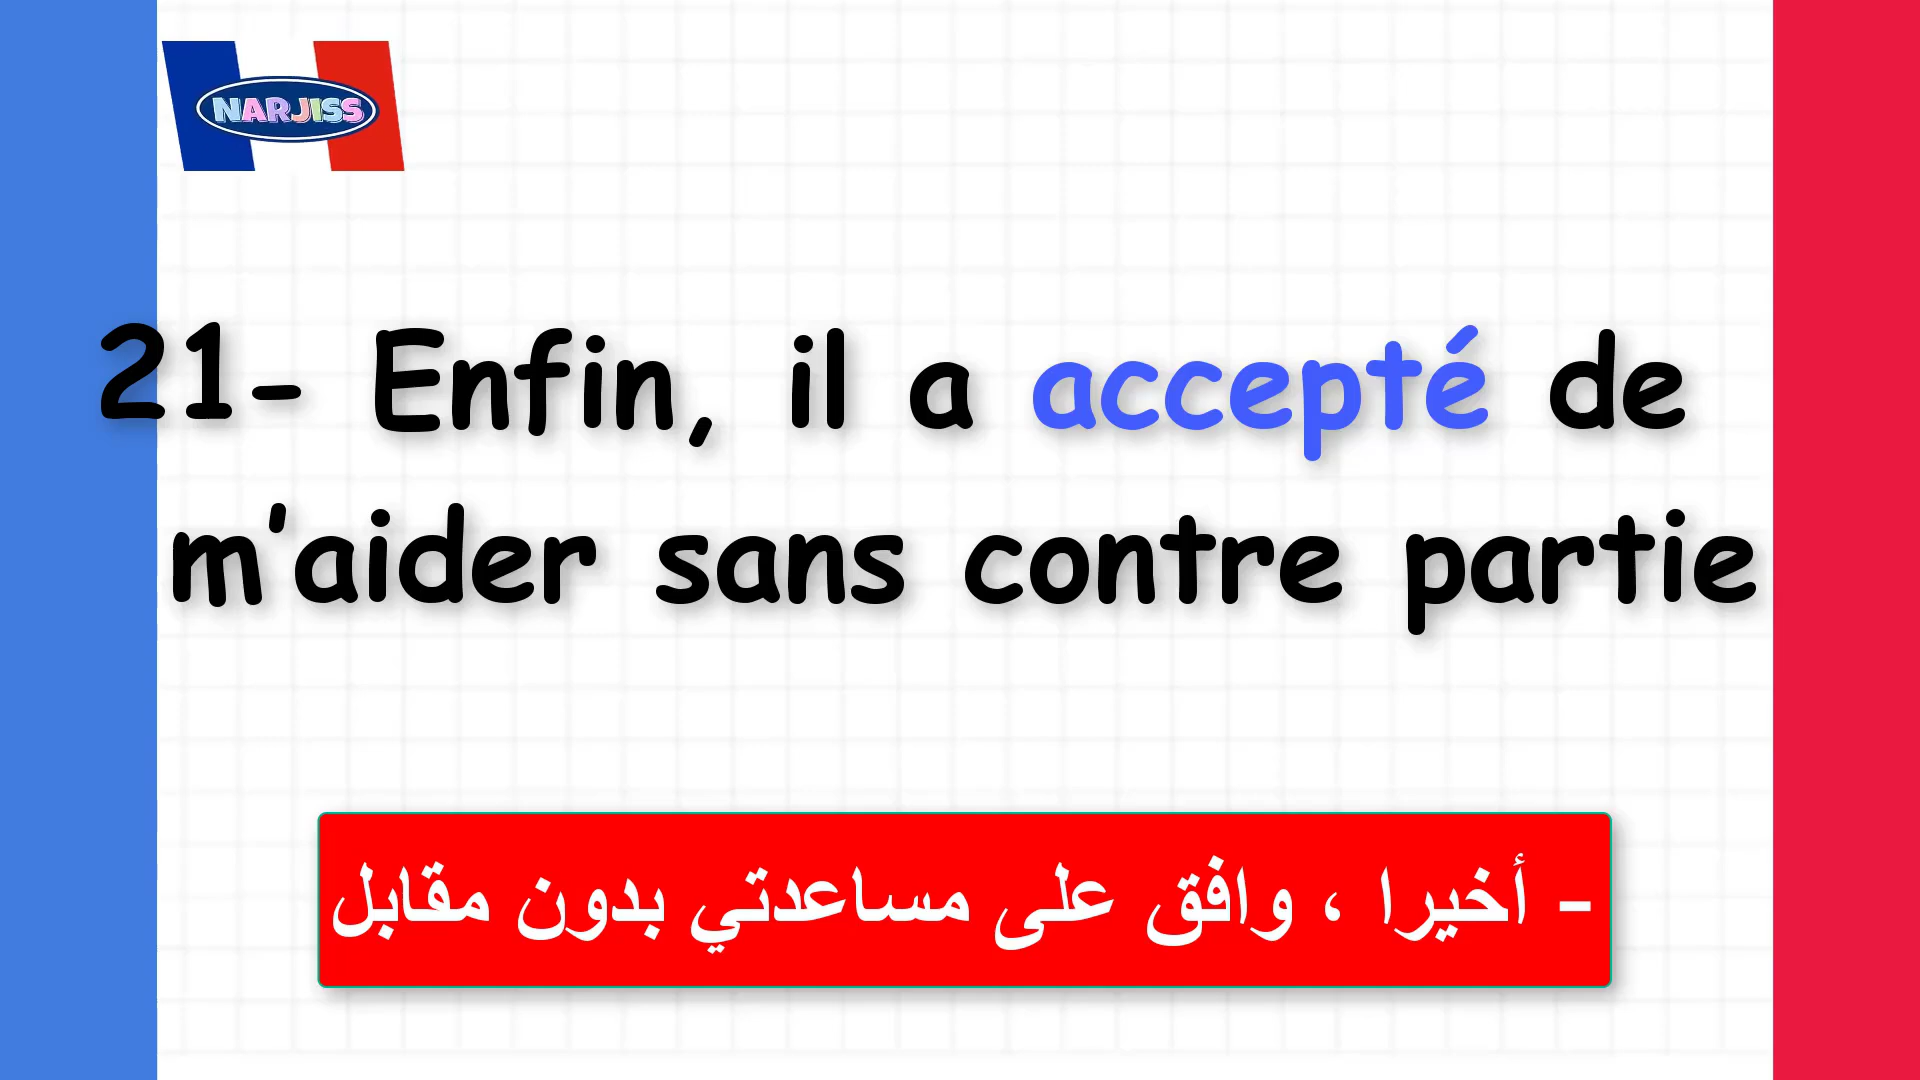 NARJISS
21- Enfin, il a accepté de
m'aider sans contre partie
- أخيرا ، وافق على مساعدتي بدون مقابل